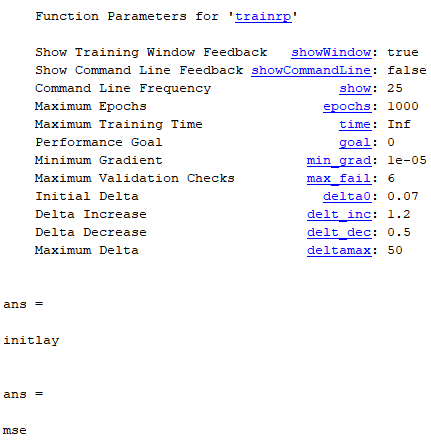 Function Parameters for 'trainrp'
Show Training Window Feedback showWindow: true
Show Command Line Feedback showCommandLine: false
Command Line Frequency show: 25
Maximum Epochs epochs: 1000
Maximum Training Time time: Inf
Performance Goal goal: 0
Minimum Gradient min_grad: 1e-05
Maximum Validation Checks max_fail: 6
Initial Delta delta0: 0.07
Delta Increase delt_inc: 1.2
Delta Decrease delt_dec: 0.5
Maximum Delta deltamax: 50
ans =
initlay
ans =
mse